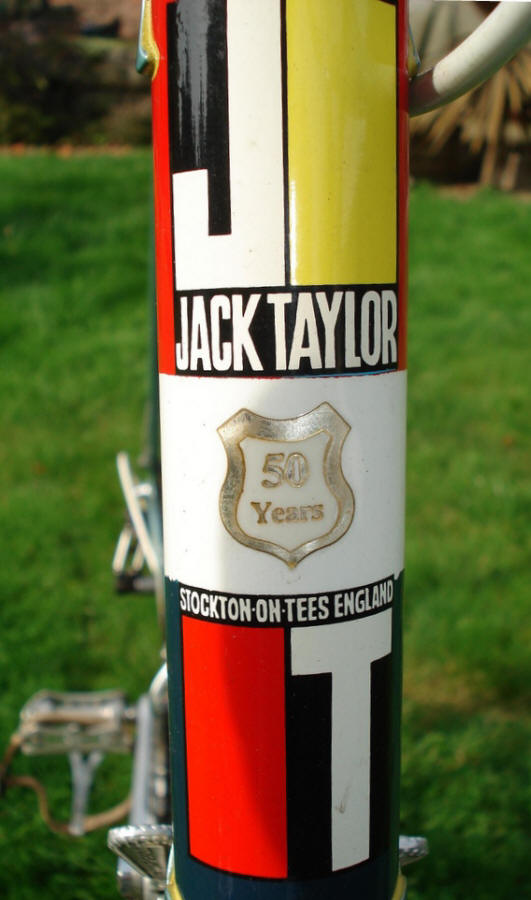 J
JACK TAYLOR
50
Years
STOCKTON·ON·TEES ENGLAND
T